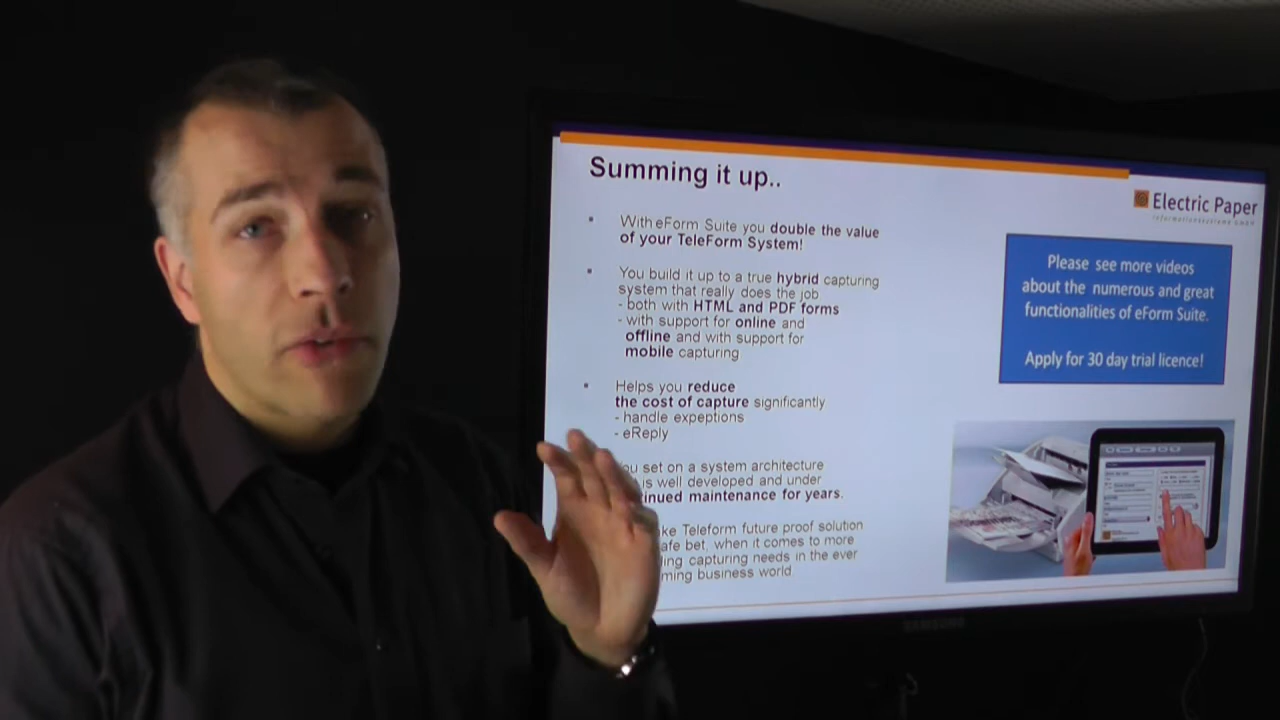 Summing it up..
Electric Paper
Informationssysteme GmbH
With eForm Suite you double the value
of your TeleForm System!
You build it up to a true hybrid capturing
system that really does the job
- both with HTML and PDF forms
- with support for online and
offline and with support for
mobile capturing
Helps you reduce
the cost of capture significantly
- handle expeptions
- eReply
set on a system architecture
is well developed and under
maintenance for years.
Teleform future proof solution
bet, when it comes to more
capturing needs in the ever
business world
Please see more videos
about the numerous and great
functionalities of eForm Suite.
Apply for 30 day trial licence!
SAMSUNG